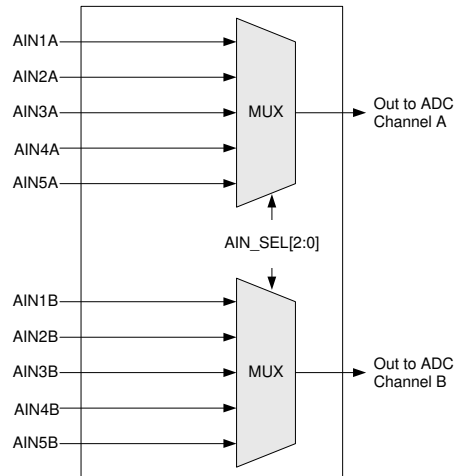 AIN1A
AIN2A
AIN3A
AIN4A
AIN5A
MUX
Out to ADC
Channel A
AIN_SEL[2:0]
AIN1B
AIN2B
AIN3B
AIN4B
AIN5B
MUX
Out to ADC
Channel B